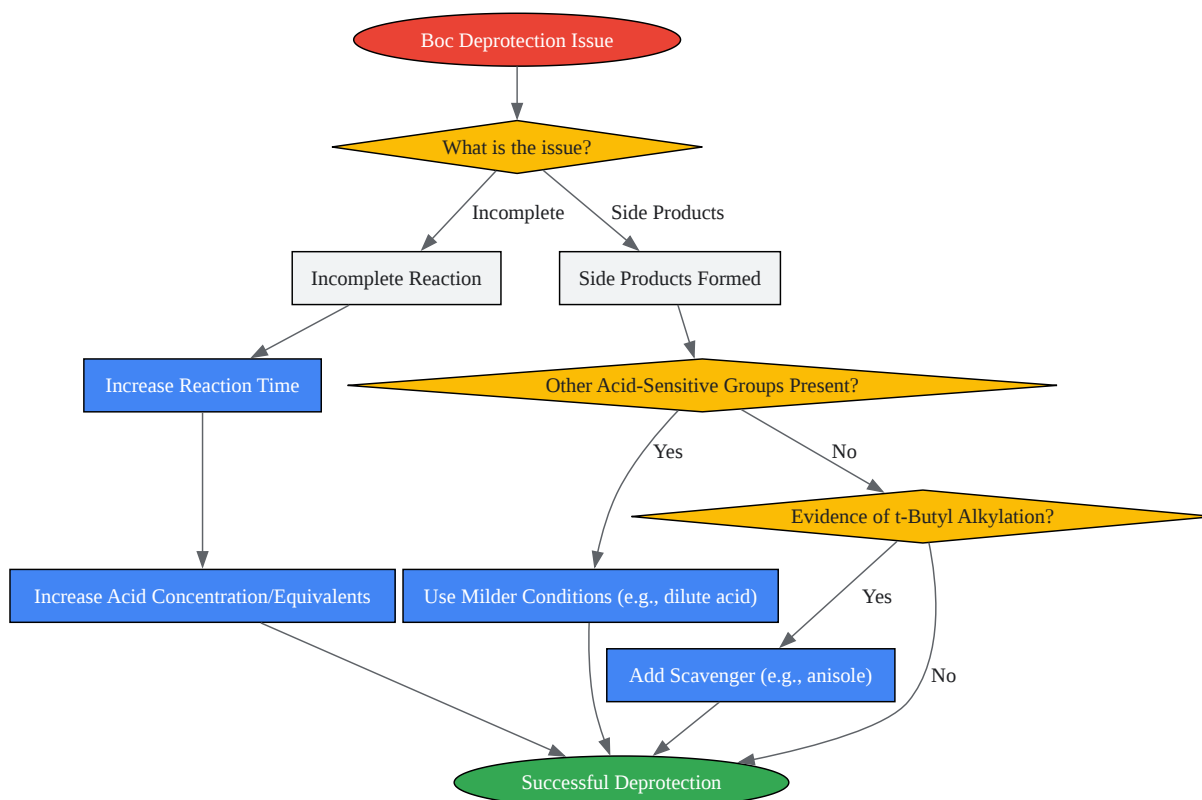 Boc Deprotection Issue
What is the issue?
Incomplete
Side Products
Incomplete Reaction
Side Products Formed
Increase Reaction Time
Other Acid-Sensitive Groups Present?
Yes
No
Evidence of t-Butyl Alkylation?
Increase Acid Concentration/Equivalents
Use Milder Conditions (e.g., dilute acid)
Yes
Add Scavenger (e.g., anisole)
No
Successful Deprotection